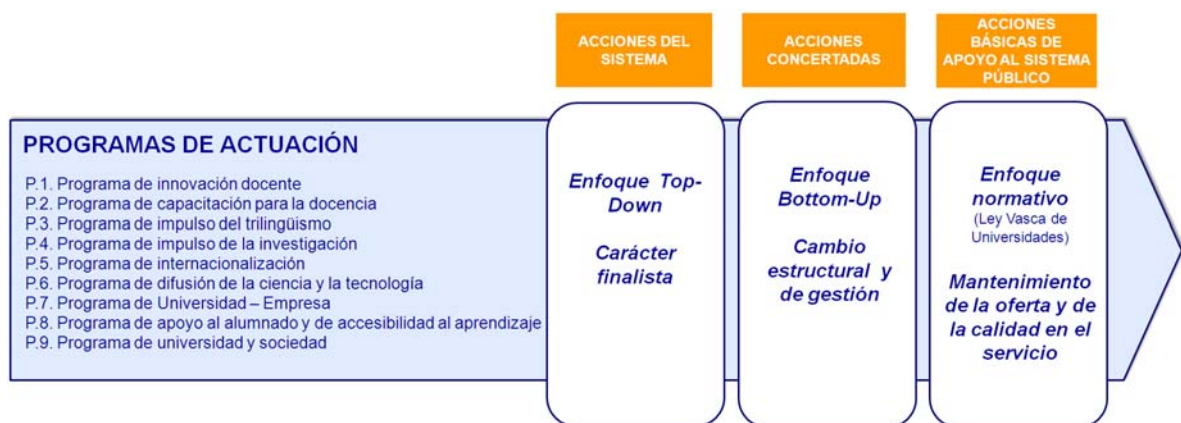 ACCIONES DEL
SISTEMA
ACCIONES
CONCERTADAS
ACCIONES
BÁSICAS DE
APOYO AL SISTEMA
PÚBLICO
PROGRAMAS DE ACTUACIÓN
P.1. Programa de innovación docente
P.2. Programa de capacitación para la docencia
P.3. Programa de impulso del trilingüismo
P.4. Programa de impulso de la investigación
P.5. Programa de internacionalización
P.6. Programa de difusión de la ciencia y la tecnología
P.7. Programa de Universidad – Empresa
P.8. Programa de apoyo al alumnado y de accesibilidad al aprendizaje
P.9. Programa de universidad y sociedad
Enfoque Top-
Down
Carácter
finalista
Enfoque
Bottom-Up
Cambio
estructural y
de gestión
Enfoque
normativo
(Ley Vasca de
Universidades)
Mantenimiento
de la oferta y de
la calidad en el
servicio